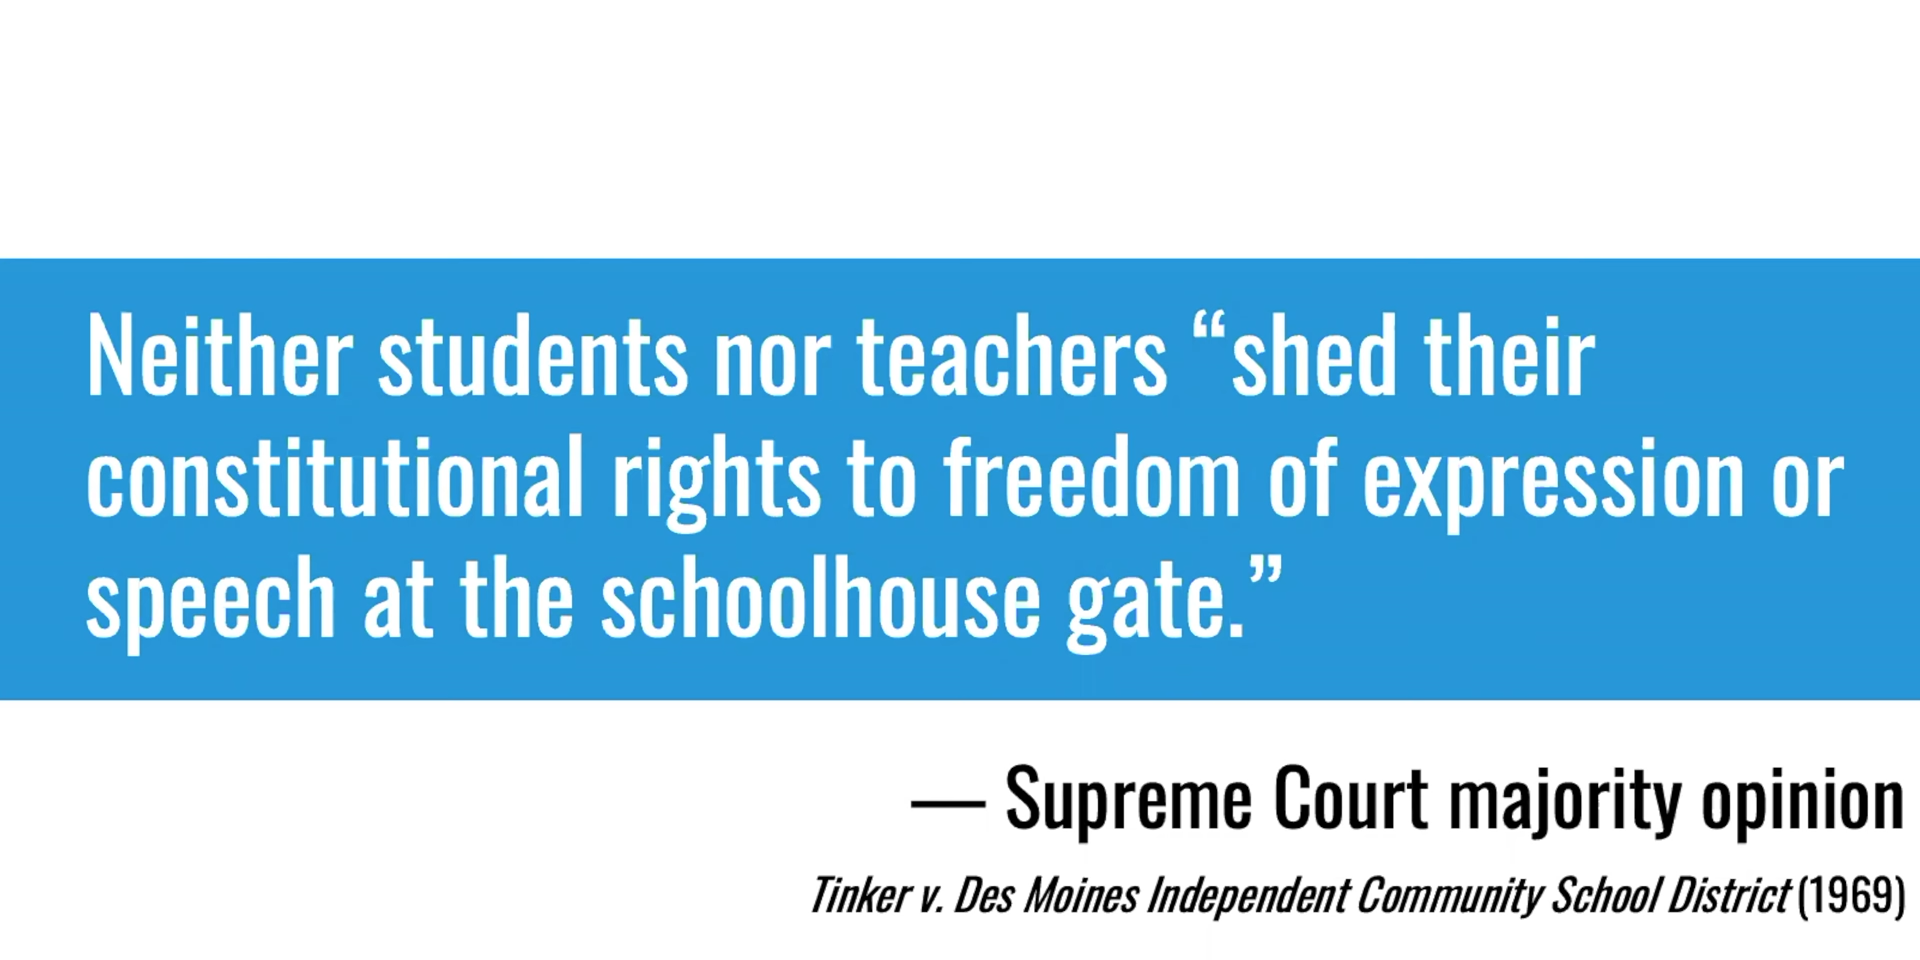 Neither students nor teachers “shed their
constitutional rights to freedom of expression or
speech at the schoolhouse gate.”
— Supreme Court majority opinion
Tinker v. Des Moines Independent Community School District (1969)